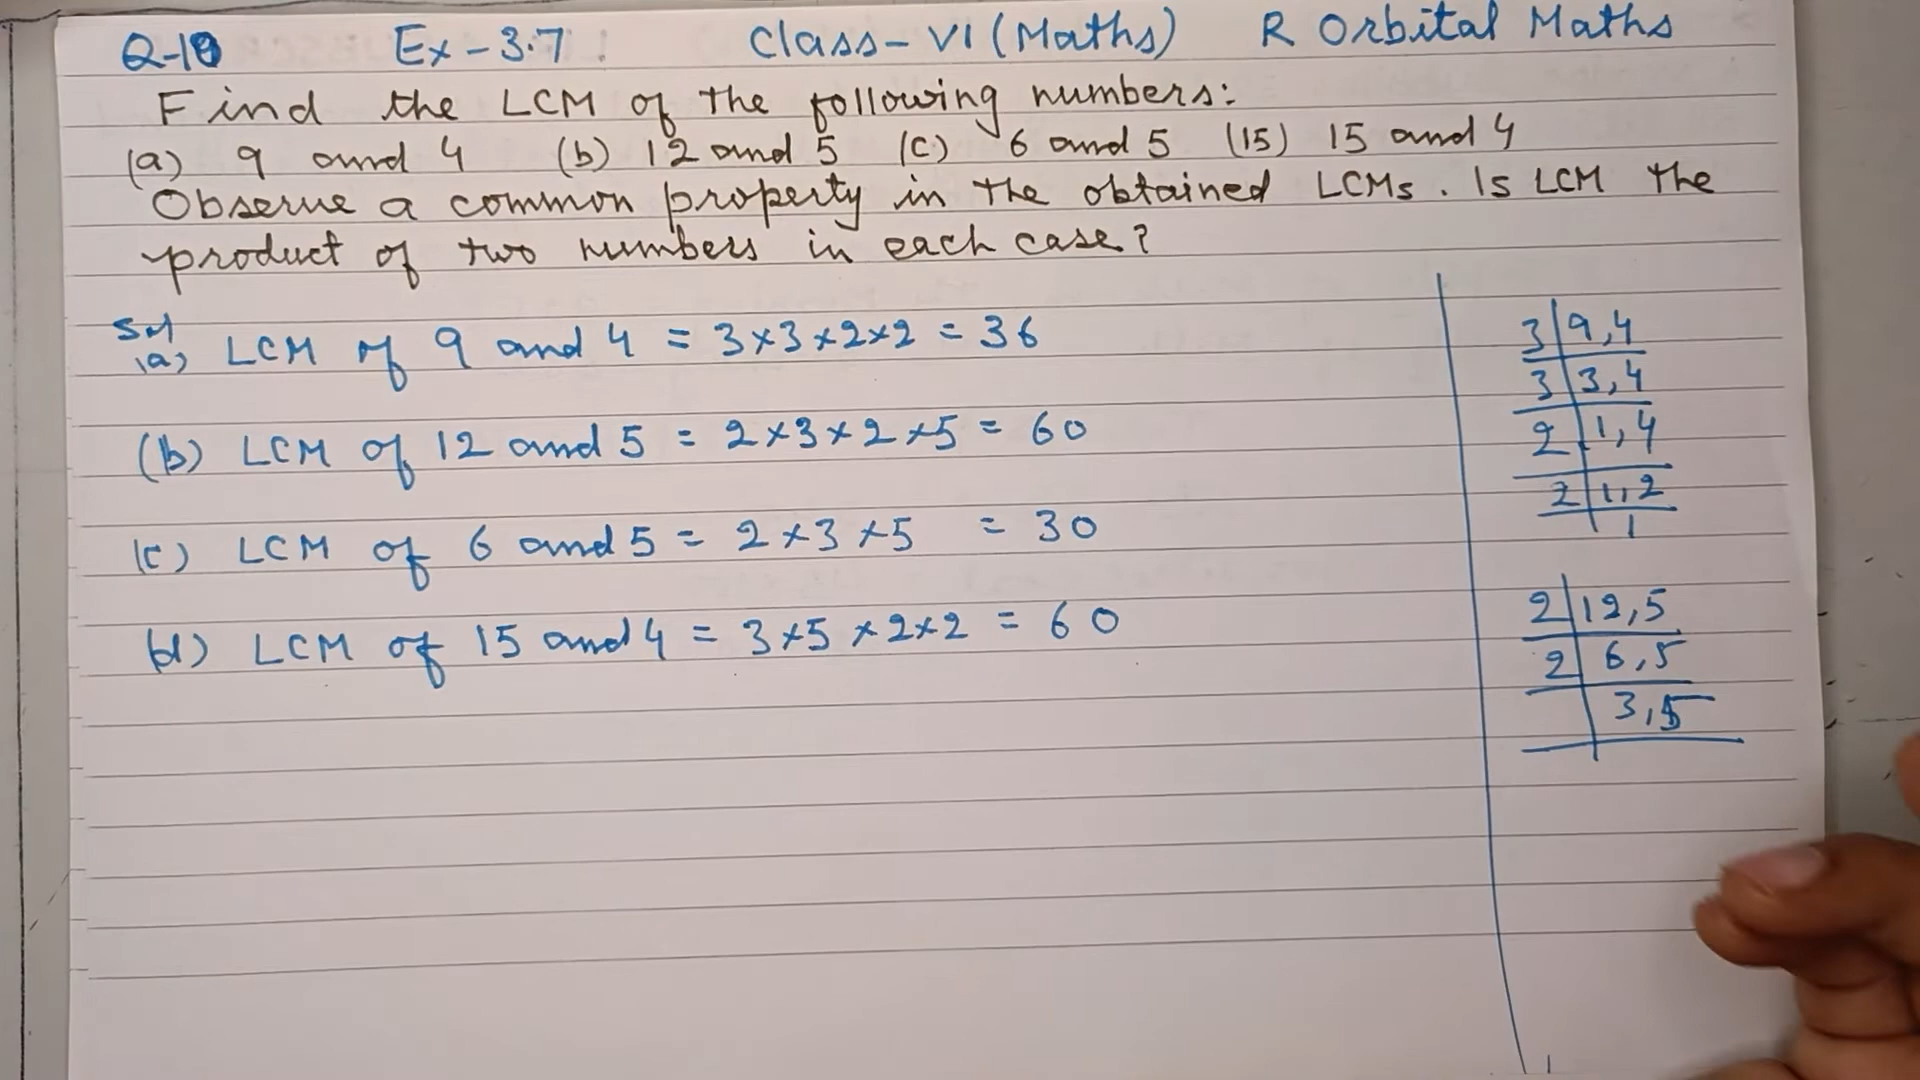 Q-10 Ex-3.7 Class-VI (Maths) R Orbital Maths
Find the LCM of the following numbers:
(a) 9 and 4 (b) 12 and 5 (c) 6 and 5 (15) 15 and 4
Observe a common property in the obtained LCMs. Is LCM the
product of two numbers in each case?
Sol
(a) LCM of 9 and 4 = 3×3×2×2 = 36
(b) LCM of 12 and 5 = 2×3×2×5 = 60
(c) LCM of 6 and 5 = 2×3×5 = 30
(d) LCM of 15 and 4 = 3×5×2×2 = 60
3|9,4
3|3,4
2|1,4
2|1,2
1
2|12,5
2|6,5
3,5